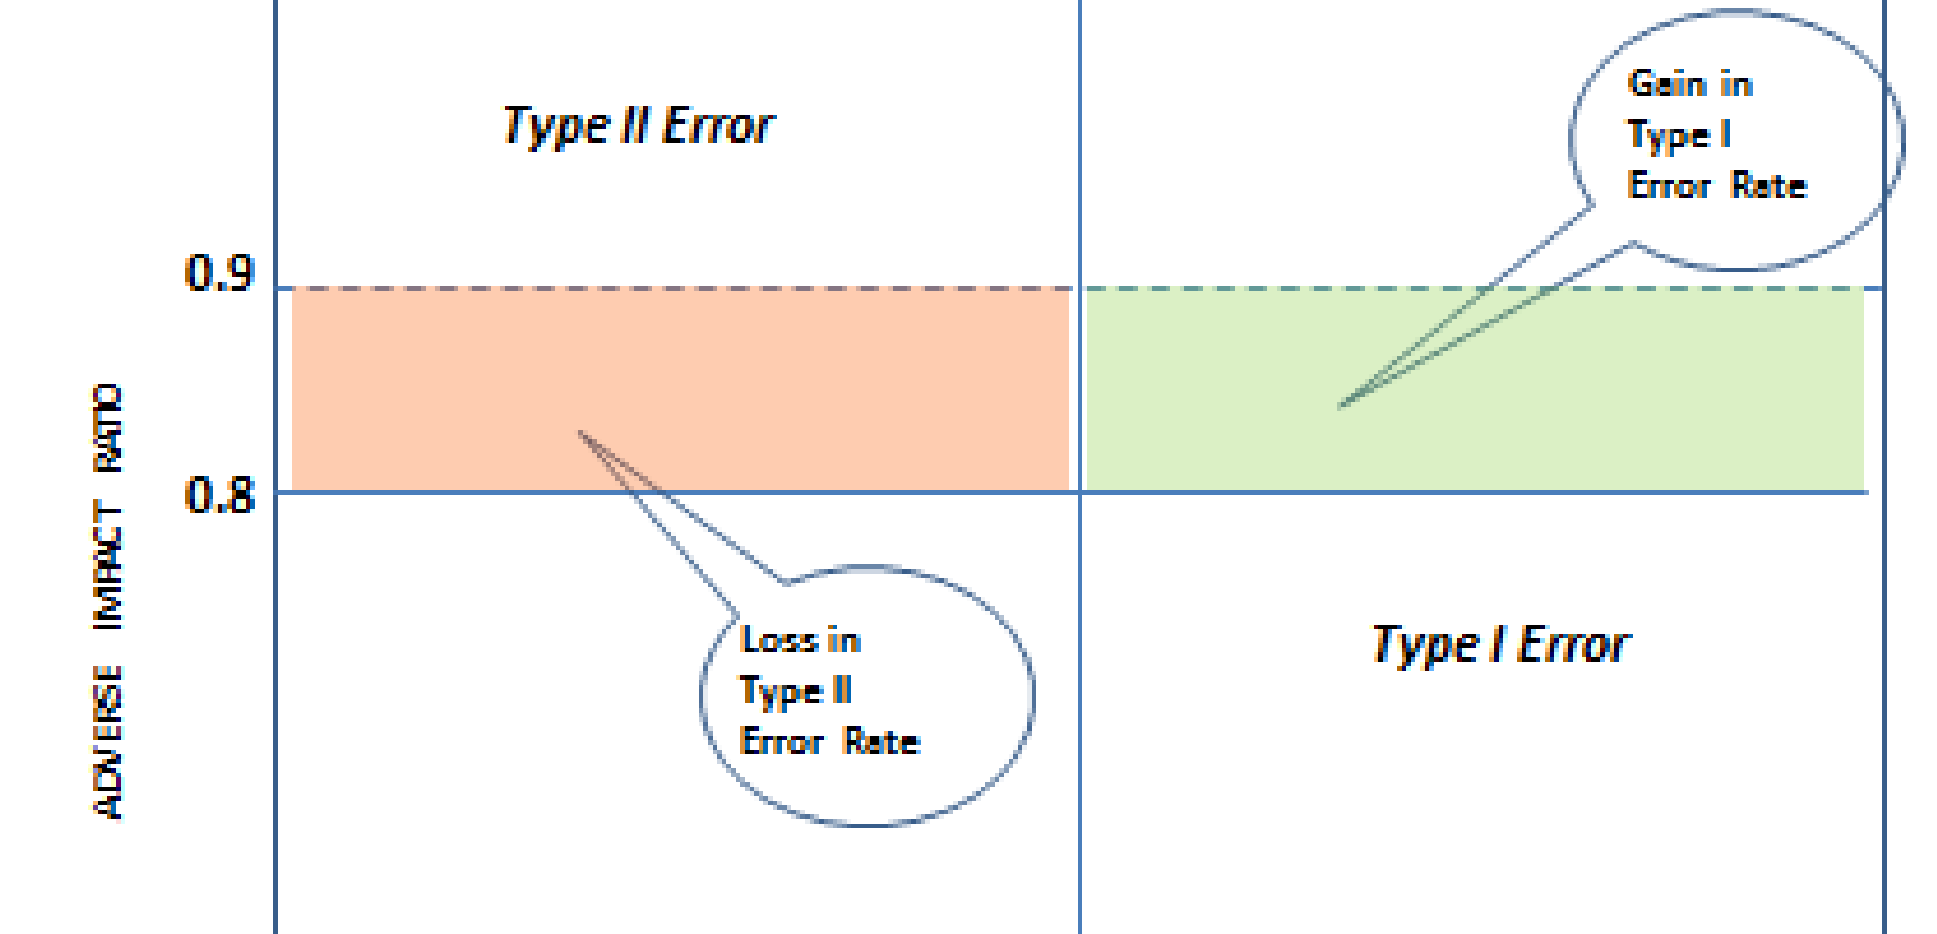 Gain in
Type I
Error Rate
Type II Error
0.9
0.8
ADVERSE IMPACT RATIO
Loss in
Type II
Error Rate
Type I Error